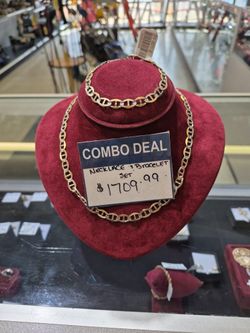 COMBO DEAL
NECKLACE & BRACELET
SET
$1709.99